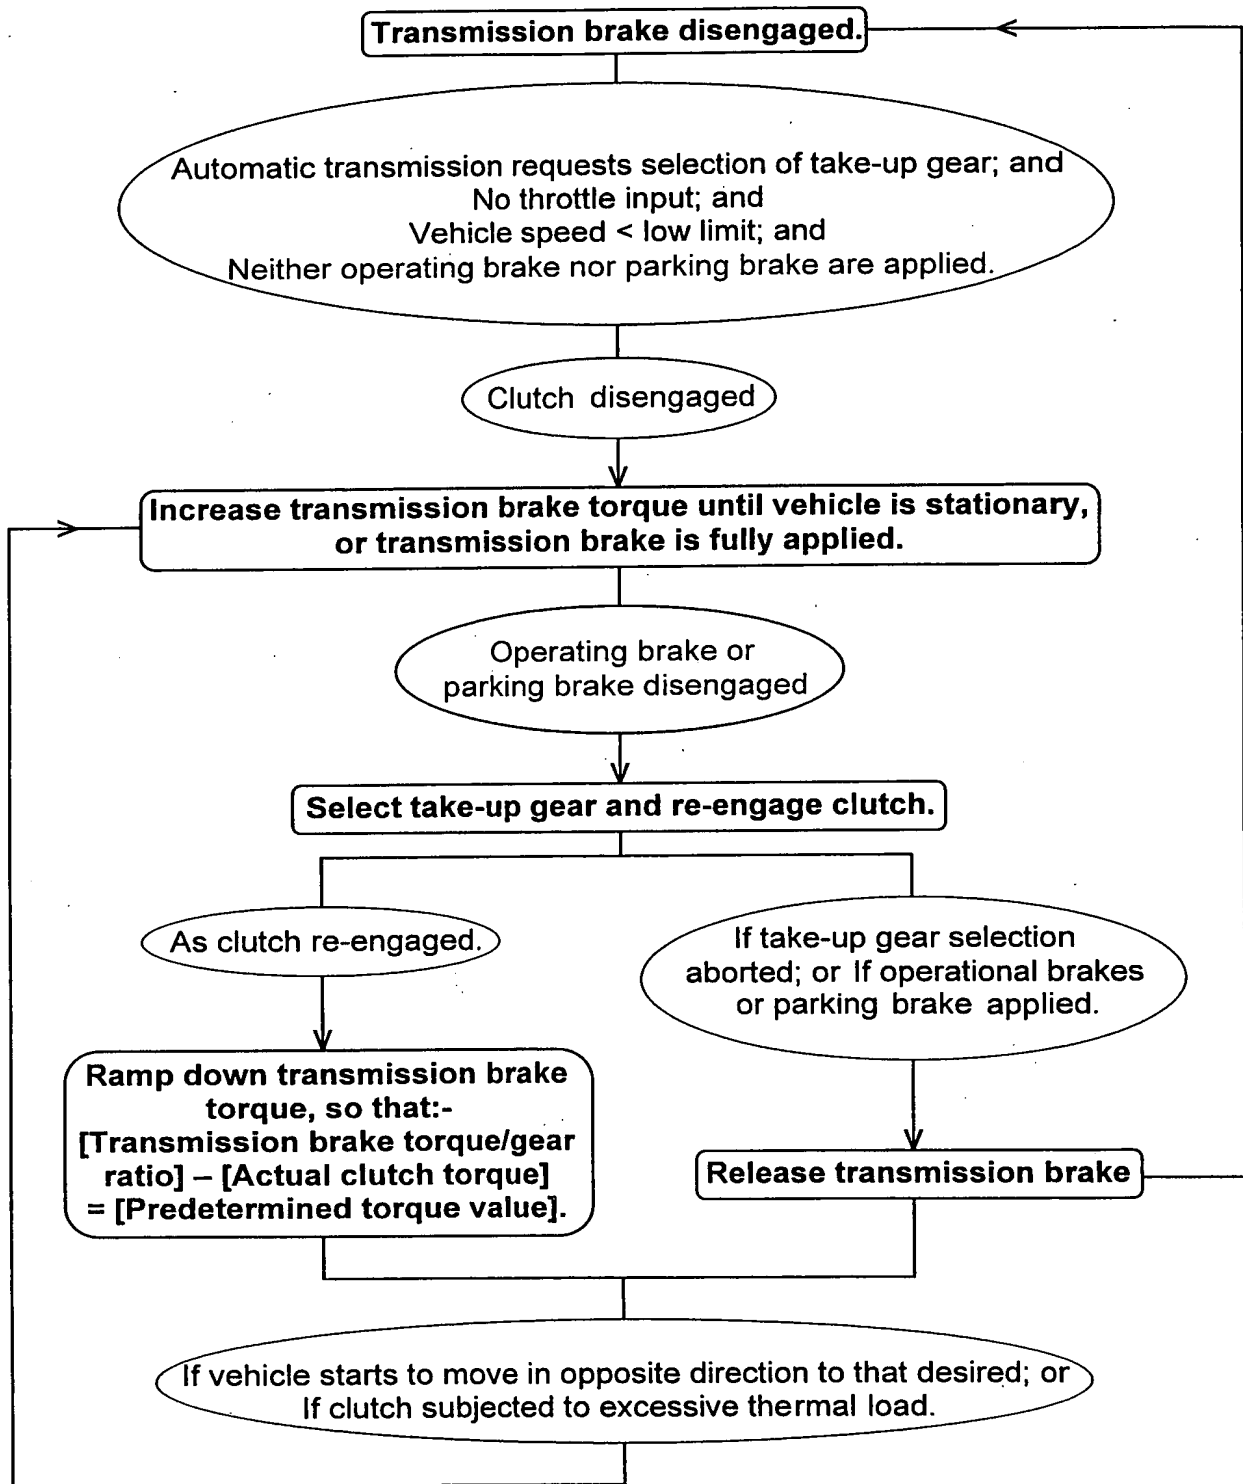 Transmission brake disengaged.
Automatic transmission requests selection of take-up gear; and
No throttle input; and
Vehicle speed < low limit; and
Neither operating brake nor parking brake are applied.
Clutch disengaged
Increase transmission brake torque until vehicle is stationary,
or transmission brake is fully applied.
Operating brake or
parking brake disengaged
Select take-up gear and re-engage clutch.
As clutch re-engaged.
If take-up gear selection
aborted; or If operational brakes
or parking brake applied.
Ramp down transmission brake
torque, so that:-
[Transmission brake torque/gear
ratio] – [Actual clutch torque]
= [Predetermined torque value].
Release transmission brake
If vehicle starts to move in opposite direction to that desired; or
If clutch subjected to excessive thermal load.